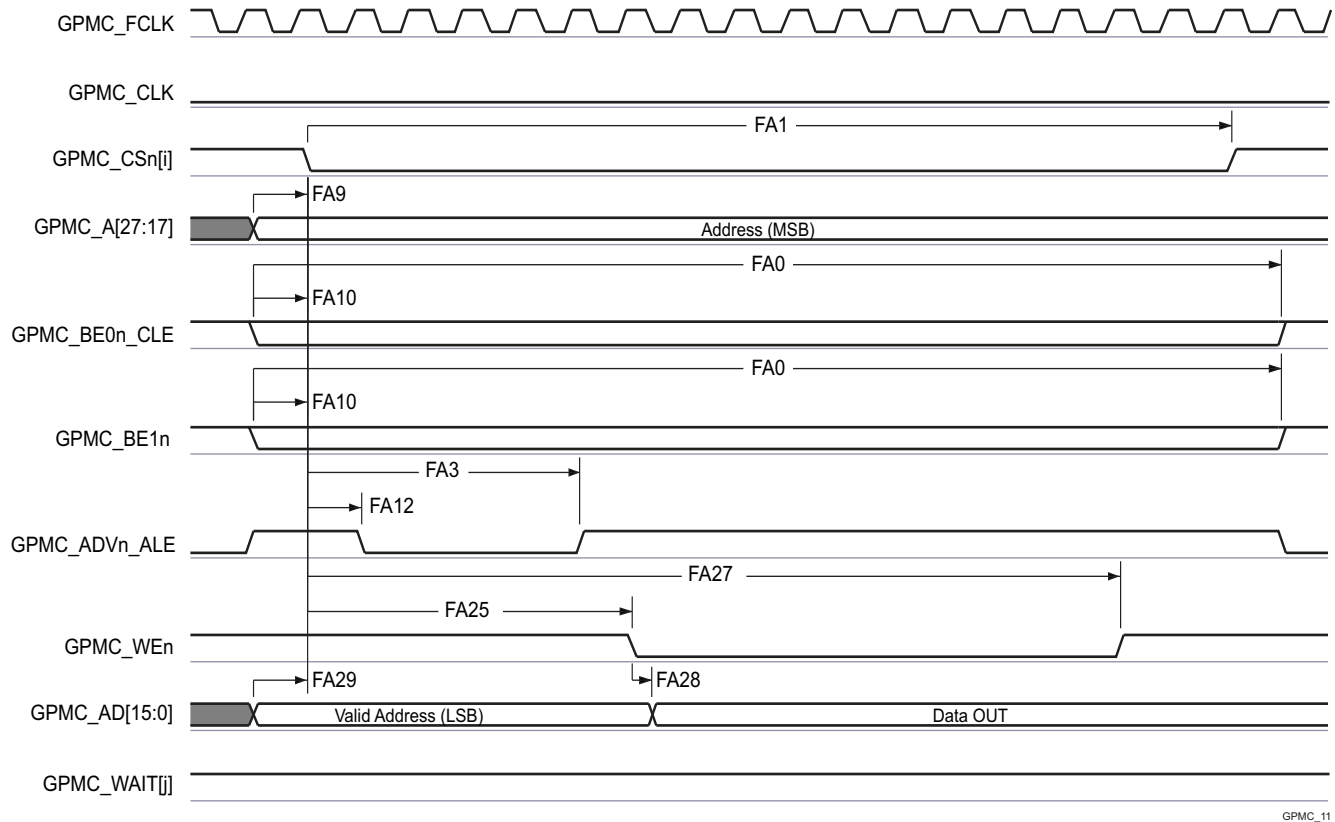 GPMC_FCLK
GPMC_CLK
FA1
GPMC_CSn[i]
FA9
GPMC_A[27:17]
Address (MSB)
FA0
FA10
GPMC_BE0n_CLE
FA0
FA10
GPMC_BE1n
FA3
FA12
GPMC_ADVn_ALE
FA27
FA25
GPMC_WEn
FA29
FA28
GPMC_AD[15:0]
Valid Address (LSB)
Data OUT
GPMC_WAIT[j]
GPMC_11